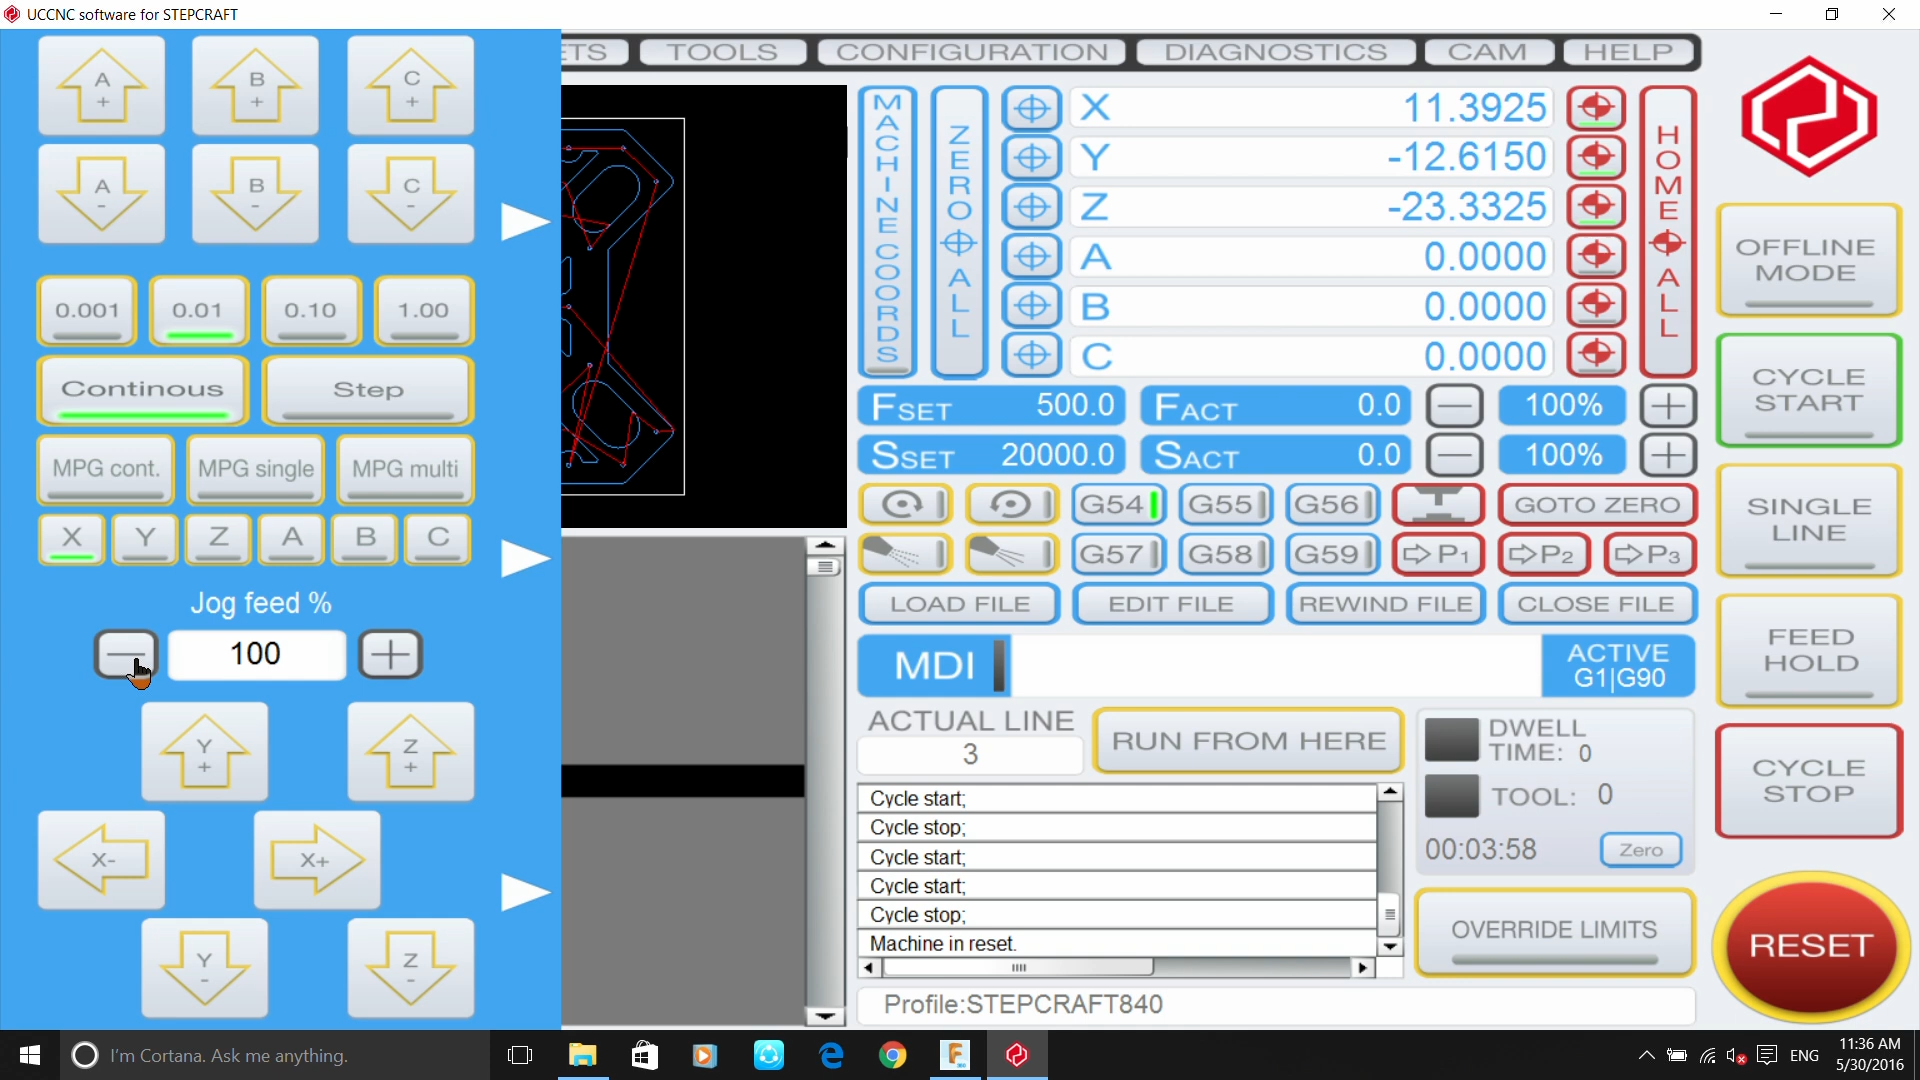 UCCNC software for STEPCRAFT
A
+
B
+
C
+
A
-
B
-
C
-
0.001
0.01
0.10
1.00
Continous
Step
MPG cont.
MPG single
MPG multi
X
Y
Z
A
B
C
Jog feed %
100
Y
+
Z
+
X-
X+
Y
-
Z
-
ETS
TOOLS
CONFIGURATION
DIAGNOSTICS
CAM
HELP
MACHINE COORDS
ZERO ALL
X 11.3925
Y -12.6150
Z -23.3325
A 0.0000
B 0.0000
C 0.0000
HOME ALL
FSET 500.0
FACT 0.0
100%
SSET 20000.0
SACT 0.0
100%
G54
G55
G56
GOTO ZERO
G57
G58
G59
P1
P2
P3
LOAD FILE
EDIT FILE
REWIND FILE
CLOSE FILE
MDI
ACTIVE
G1|G90
ACTUAL LINE
3
RUN FROM HERE
DWELL
TIME: 0
TOOL: 0
00:03:58
Zero
Cycle start;
Cycle stop;
Cycle start;
Cycle start;
Cycle stop;
Machine in reset.
OVERRIDE LIMITS
Profile:STEPCRAFT840
OFFLINE
MODE
CYCLE
START
SINGLE
LINE
FEED
HOLD
CYCLE
STOP
RESET
I'm Cortana. Ask me anything.
ENG
11:36 AM
5/30/2016